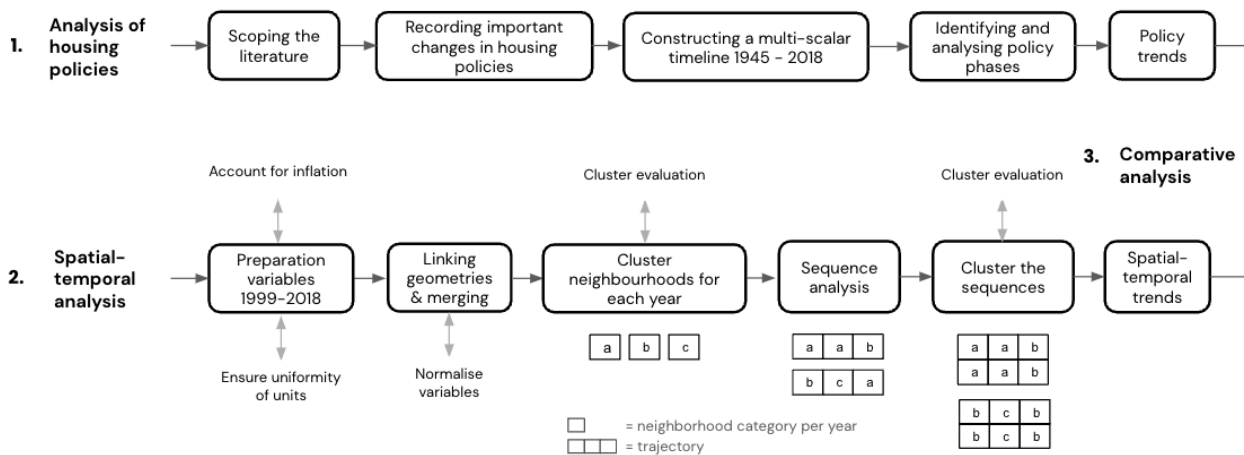 1. Analysis of
housing
policies
Scoping the
literature
Recording important
changes in housing
policies
Constructing a multi-scalar
timeline 1945 - 2018
Identifying and
analysing policy
phases
Policy
trends
3. Comparative
analysis
Account for inflation
Cluster evaluation
Cluster evaluation
2. Spatial-
temporal
analysis
Preparation
variables
1999-2018
Linking
geometries
& merging
Cluster
neighbourhoods for
each year
Sequence
analysis
Cluster the
sequences
Spatial-
temporal
trends
Ensure uniformity
of units
Normalise
variables
a b c
a a b
b c a
a a b
a a b
b c b
b c b
= neighborhood category per year
= trajectory